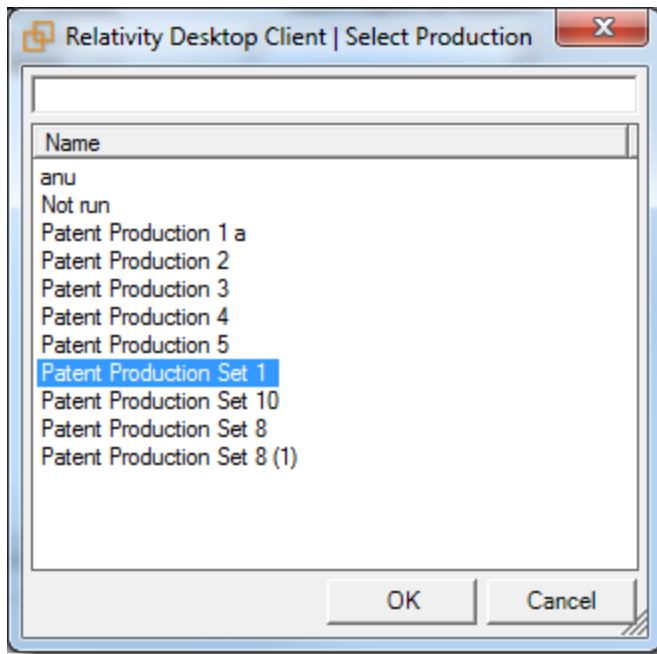 Relativity Desktop Client | Select Production
Name
anu
Not run
Patent Production 1 a
Patent Production 2
Patent Production 3
Patent Production 4
Patent Production 5
Patent Production Set 1
Patent Production Set 10
Patent Production Set 8
Patent Production Set 8 (1)
OK Cancel